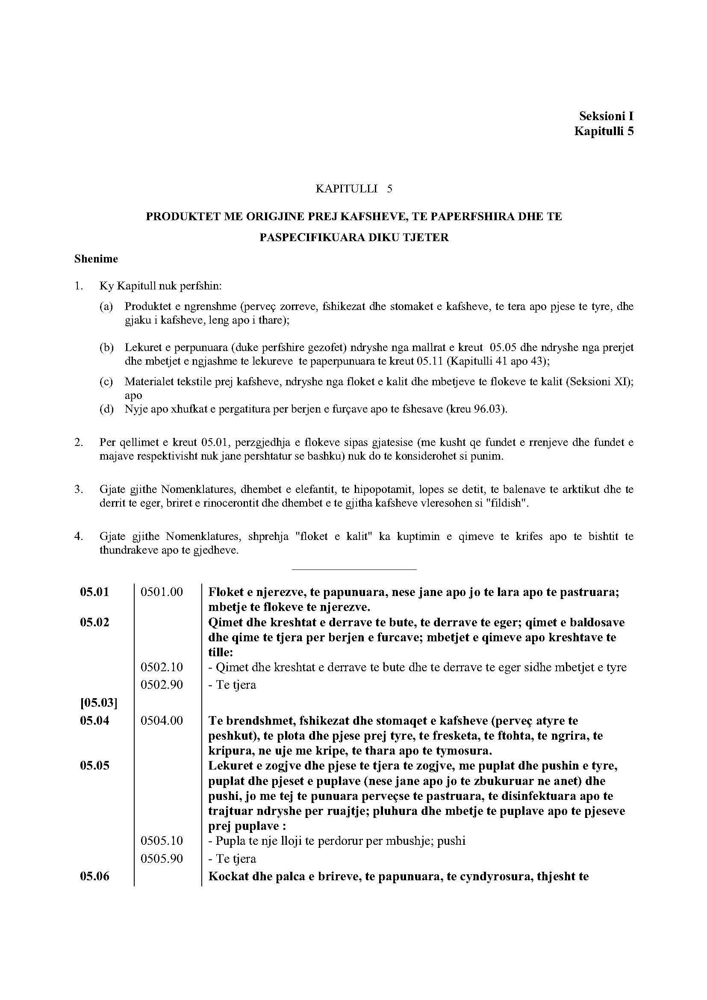 Seksioni I
Kapitulli 5
KAPITULLI 5
PRODUKTET ME ORIGJINE PREJ KAFSHEVE, TE PAPERFSHIRA DHE TE
PASPECIFIKUARA DIKU TJETER
Shenime
1. Ky Kapitull nuk perfshin:
(a) Produktet e ngrenshme (perveç zorreve, fshikezat dhe stomaket e kafsheve, te tera apo pjese te tyre, dhe
gjaku i kafsheve, leng apo i thare);
(b) Lekuret e perpunuara (duke perfshire gezofet) ndryshe nga mallrat e kreut 05.05 dhe ndryshe nga prerjet
dhe mbetjet e ngjashme te lekureve te paperpunuara te kreut 05.11 (Kapitulli 41 apo 43);
(c) Materialet tekstile prej kafsheve, ndryshe nga floket e kalit dhe mbetjeve te flokeve te kalit (Seksioni XI);
apo
(d) Nyje apo xhufkat e pergatitura per berjen e furçave apo te fshesave (kreu 96.03).
2. Per qellimet e kreut 05.01, perzgjedhja e flokeve sipas gjatesise (me kusht qe fundet e rrenjeve dhe fundet e
majave respektivisht nuk jane pershtatur se bashku) nuk do te konsiderohet si punim.
3. Gjate gjithe Nomenklatures, dhembet e elefantit, te hipopotamit, lopes se detit, te balenave te arktikut dhe te
derrit te eger, briret e rinocerontit dhe dhembet e te gjitha kafsheve vleresohen si "fildish".
4. Gjate gjithe Nomenklatures, shprehja "floket e kalit" ka kuptimin e qimeve te krifes apo te bishtit te
thundrakeve apo te gjedheve.
05.01 0501.00 Floket e njerezve, te papunuara, nese jane apo jo te lara apo te pastruara;
mbetje te flokeve te njerezve.
05.02 Qimet dhe kreshtat e derrave te bute, te derrave te eger; qimet e baldosave
dhe qime te tjera per berjen e furcave; mbetjet e qimeve apo kreshtave te
tille:
0502.10 - Qimet dhe kreshtat e derrave te bute dhe te derrave te eger sidhe mbetjet e tyre
0502.90 - Te tjera
[05.03]
05.04 0504.00 Te brendshmet, fshikezat dhe stomaqet e kafsheve (perveç atyre te
peshkut), te plota dhe pjese prej tyre, te fresketa, te ftohta, te ngrira, te
kripura, ne uje me kripe, te thara apo te tymosura.
05.05 Lekuret e zogjve dhe pjese te tjera te zogjve, me puplat dhe pushin e tyre,
puplat dhe pjeset e puplave (nese jane apo jo te zbukuruar ne anet) dhe
pushi, jo me tej te punuara perveçse te pastruara, te disinfektuara apo te
trajtuar ndryshe per ruajtje; pluhura dhe mbetje te puplave apo te pjeseve
prej puplave :
0505.10 - Pupla te nje lloji te perdorur per mbushje; pushi
0505.90 - Te tjera
05.06 Kockat dhe palca e brireve, te papunuara, te cyndyrosura, thjesht te